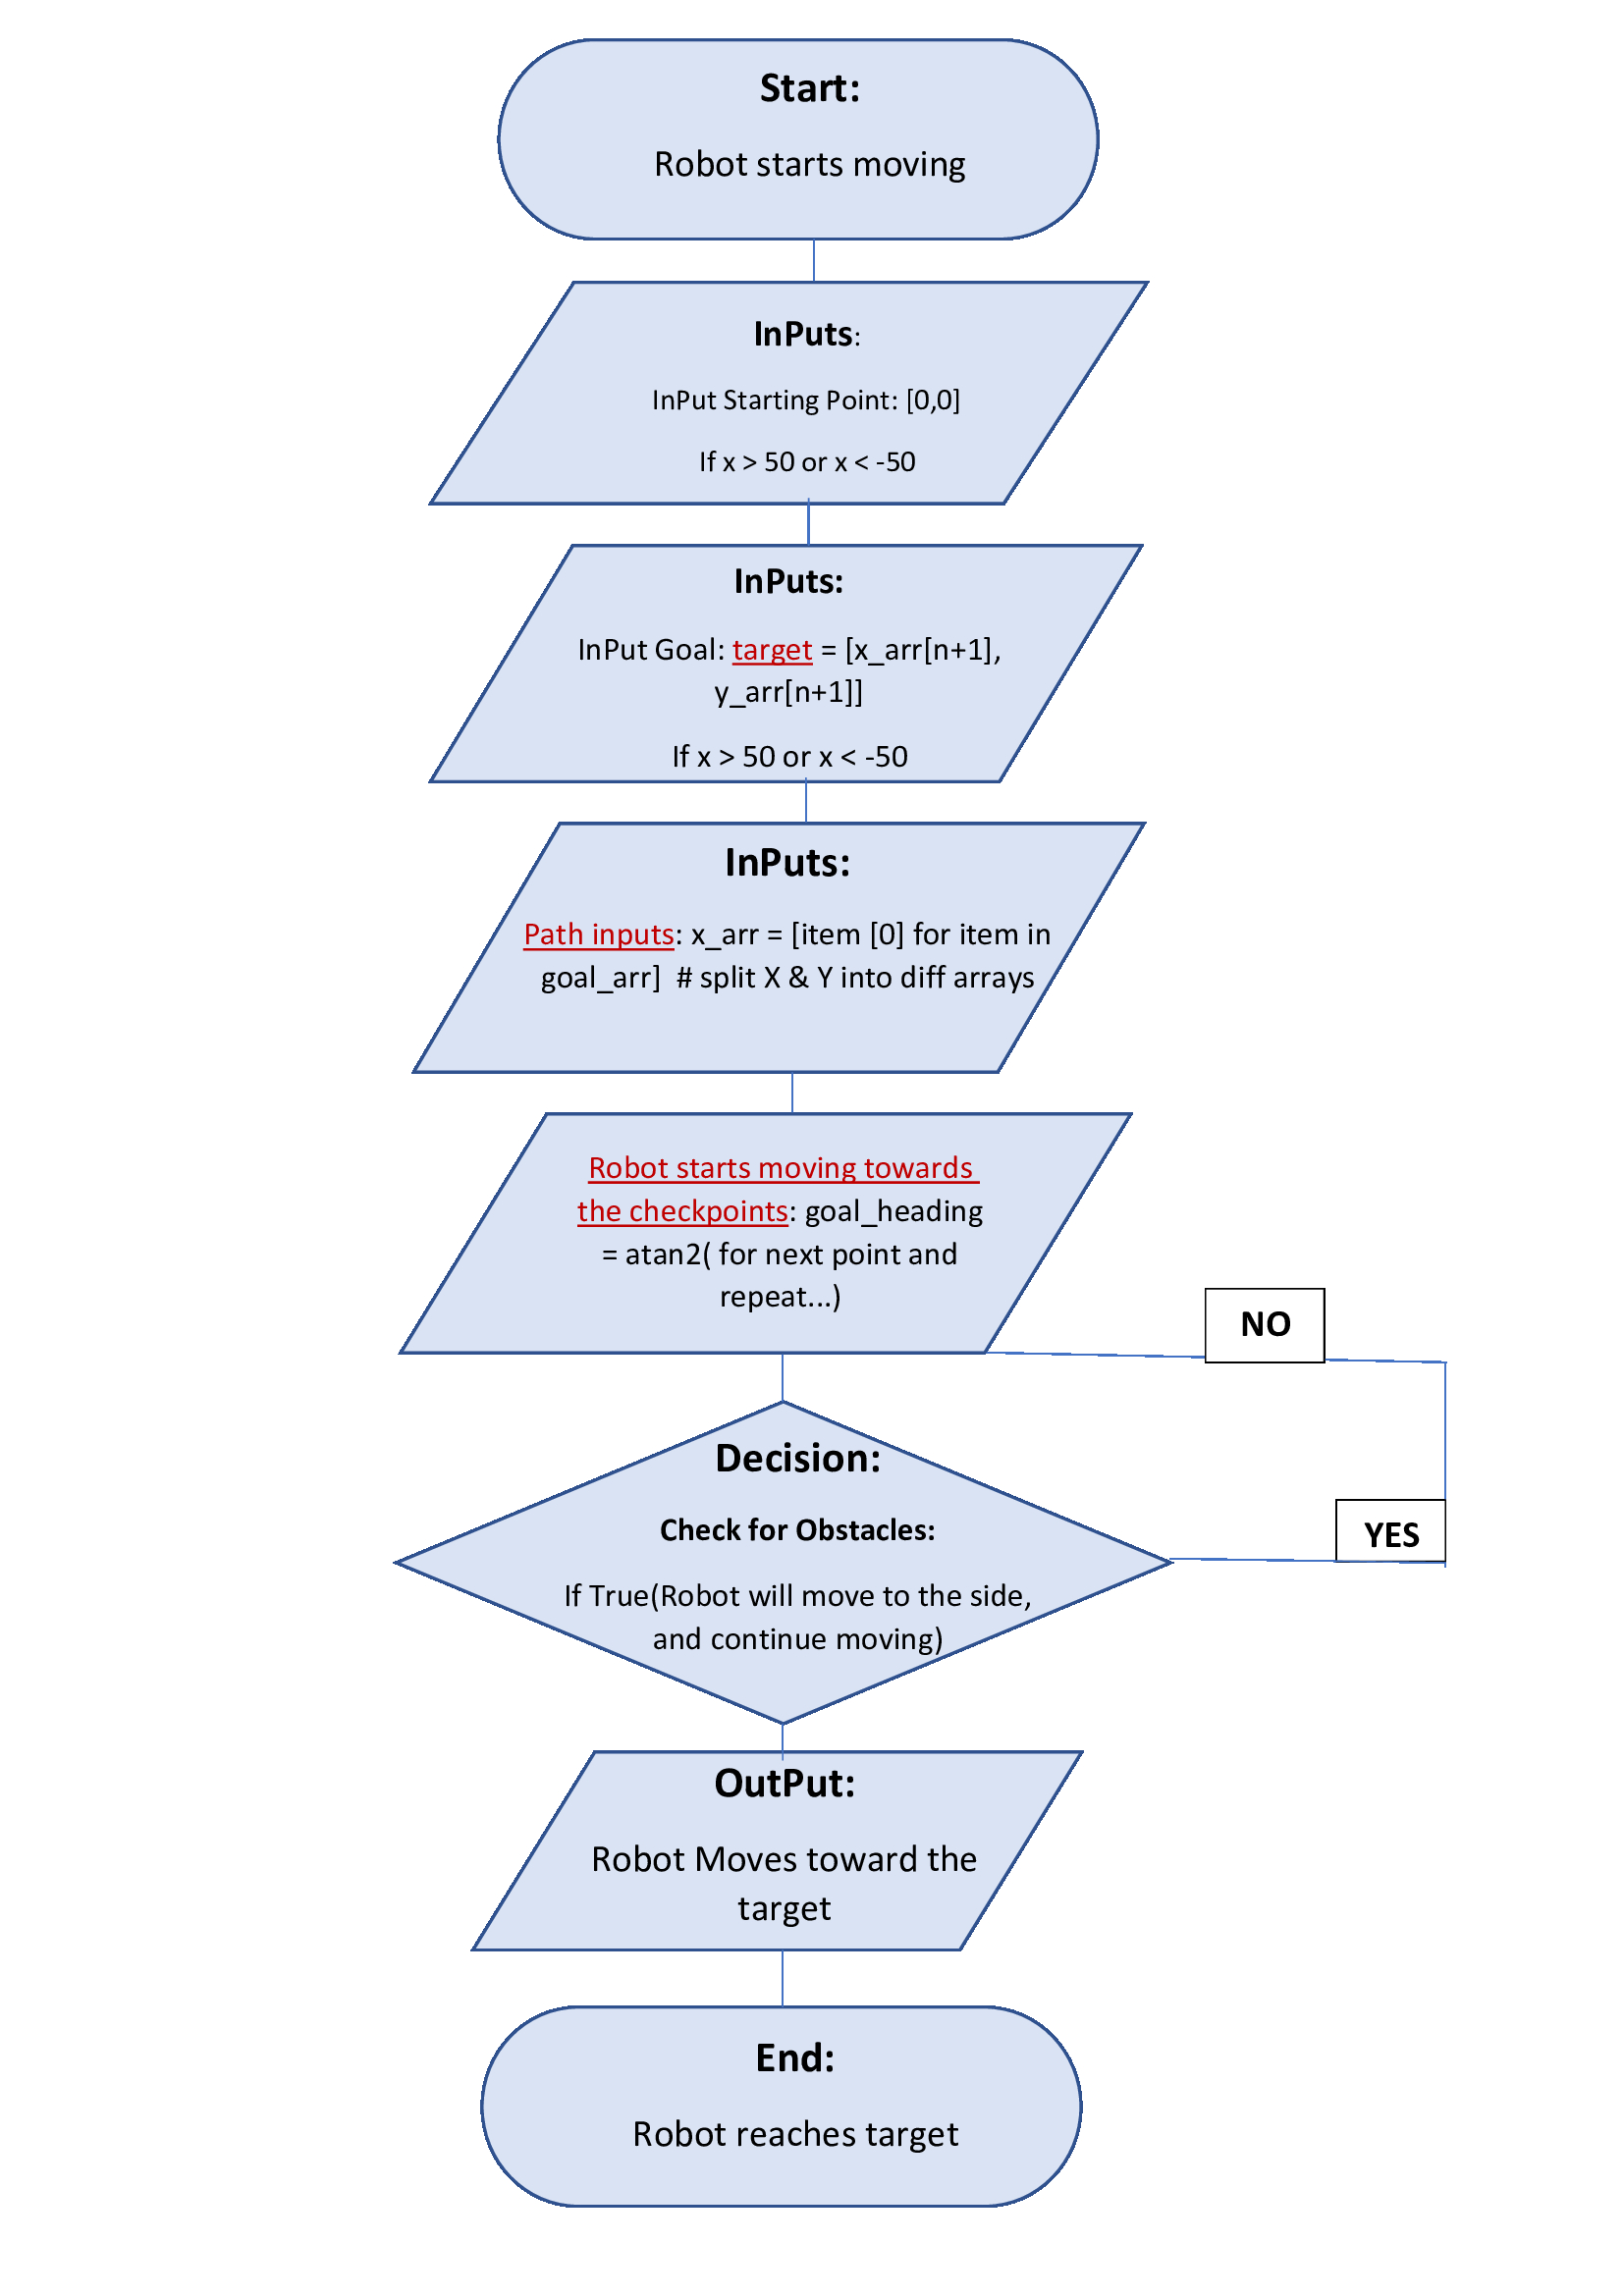 Start:
Robot starts moving
InPuts:
InPut Starting Point: [0,0]
If x > 50 or x < -50
InPuts:
InPut Goal: target = [x_arr[n+1],
y_arr[n+1]]
If x > 50 or x < -50
InPuts:
Path inputs: x_arr = [item [0] for item in
goal_arr]  # split X & Y into diff arrays
Robot starts moving towards
the checkpoints: goal_heading
= atan2( for next point and
repeat...)
NO
Decision:
Check for Obstacles:
YES
If True(Robot will move to the side,
and continue moving)
OutPut:
Robot Moves toward the
target
End:
Robot reaches target